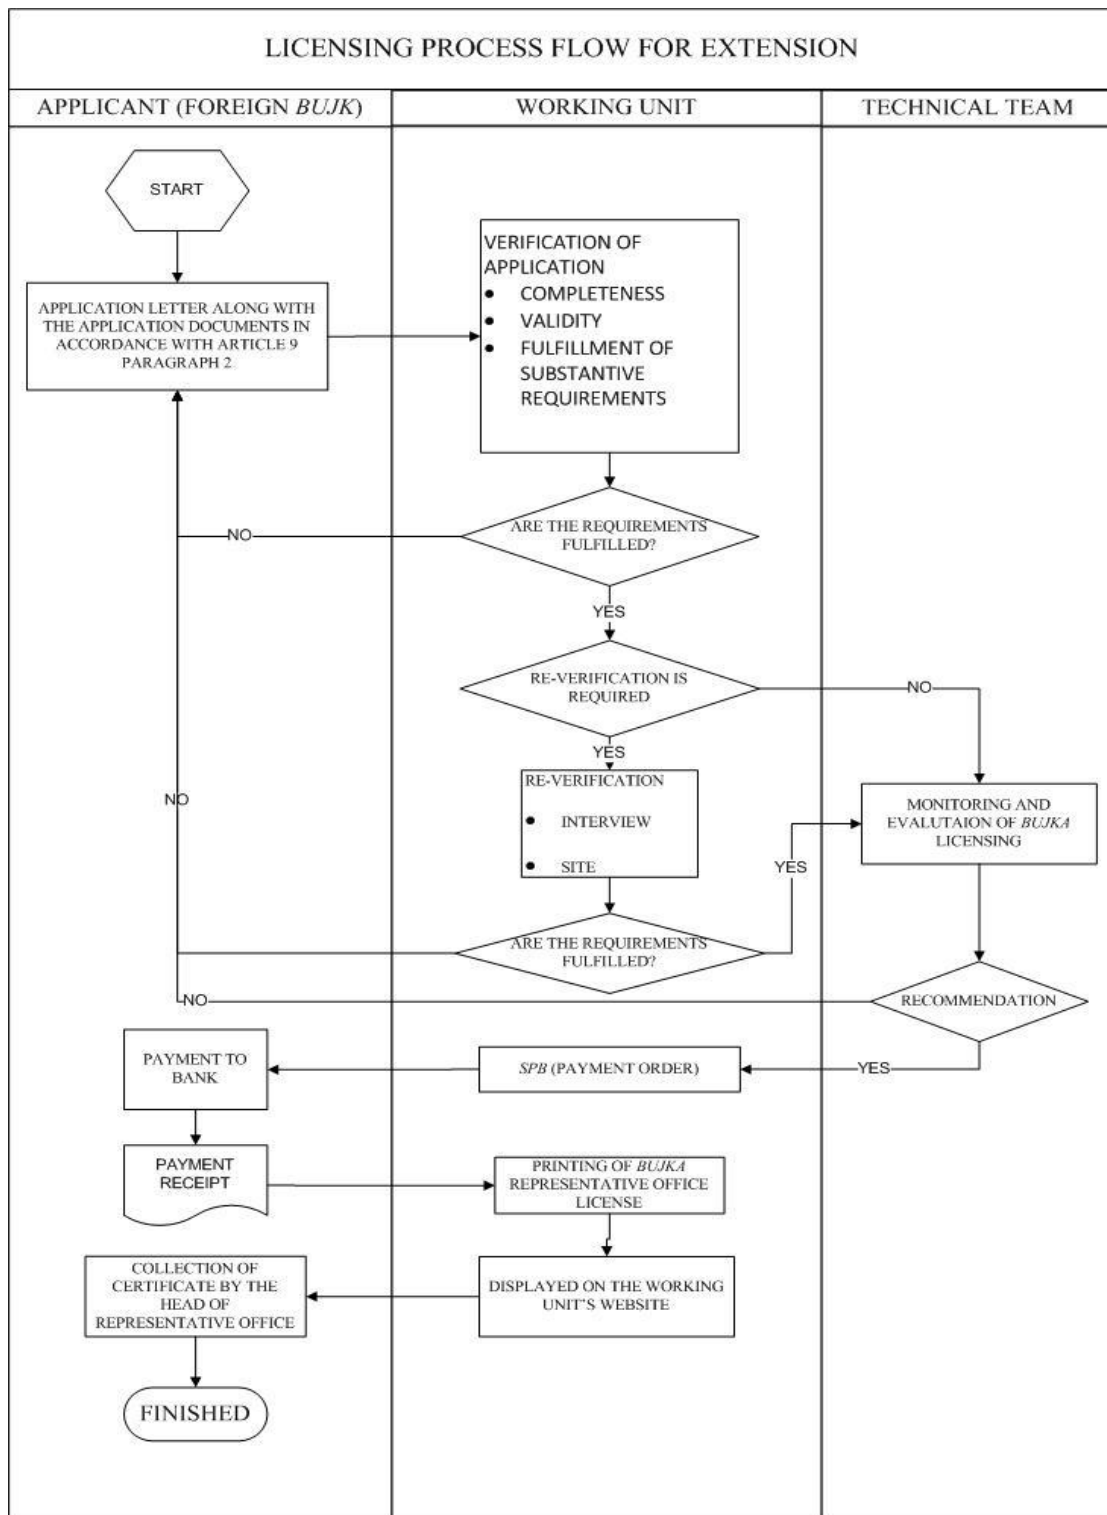 LICENSING PROCESS FLOW FOR EXTENSION
APPLICANT (FOREIGN BUJK)
WORKING UNIT
TECHNICAL TEAM
START
APPLICATION LETTER ALONG WITH
THE APPLICATION DOCUMENTS IN
ACCORDANCE WITH ARTICLE 9
PARAGRAPH 2
VERIFICATION OF
APPLICATION
● COMPLETENESS
● VALIDITY
● FULFILLMENT OF
SUBSTANTIVE
REQUIREMENTS
ARE THE REQUIREMENTS
FULFILLED?
NO
YES
RE-VERIFICATION IS
REQUIRED
NO
YES
RE-VERIFICATION
● INTERVIEW
● SITE
NO
MONITORING AND
EVALUTAION OF BUJKA
LICENSING
YES
ARE THE REQUIREMENTS
FULFILLED?
NO
RECOMMENDATION
YES
SPB (PAYMENT ORDER)
PAYMENT TO
BANK
PAYMENT
RECEIPT
PRINTING OF BUJKA
REPRESENTATIVE OFFICE
LICENSE
DISPLAYED ON THE WORKING
UNIT'S WEBSITE
COLLECTION OF
CERTIFICATE BY THE
HEAD OF
REPRESENTATIVE OFFICE
FINISHED